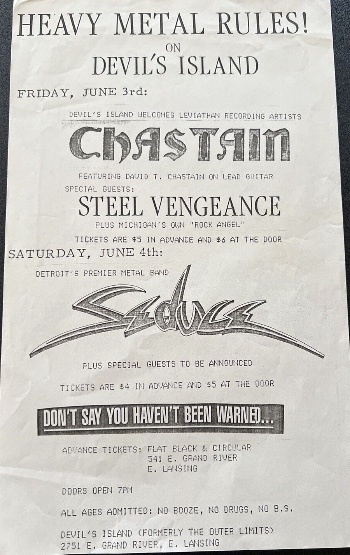 HEAVY METAL RULES!
ON
DEVIL'S ISLAND
FRIDAY, JUNE 3rd:
DEVIL'S ISLAND WELCOMES LEVIATHAN RECORDING ARTISTS
CHASTAIN
FEATURING DAVID T. CHASTAIN ON LEAD GUITAR
SPECIAL GUESTS:
STEEL VENGEANCE
PLUS MICHIGAN'S OWN "ROCK ANGEL"
TICKETS ARE $5 IN ADVANCE AND $6 AT THE DOOR
SATURDAY, JUNE 4th:
DETROIT'S PREMIER METAL BAND
Seduce
PLUS SPECIAL GUESTS TO BE ANNOUNCED
TICKETS ARE $4 IN ADVANCE AND $5 AT THE DOOR
DON'T SAY YOU HAVEN'T BEEN WARNED...
ADVANCE TICKETS: FLAT BLACK & CIRCULAR
541 E. GRAND RIVER
E. LANSING
DOORS OPEN 7PM
ALL AGES ADMITTED: NO BOOZE, NO DRUGS, NO B.S.
DEVIL'S ISLAND (FORMERLY THE OUTER LIMITS)
2751 E. GRAND RIVER, E. LANSING